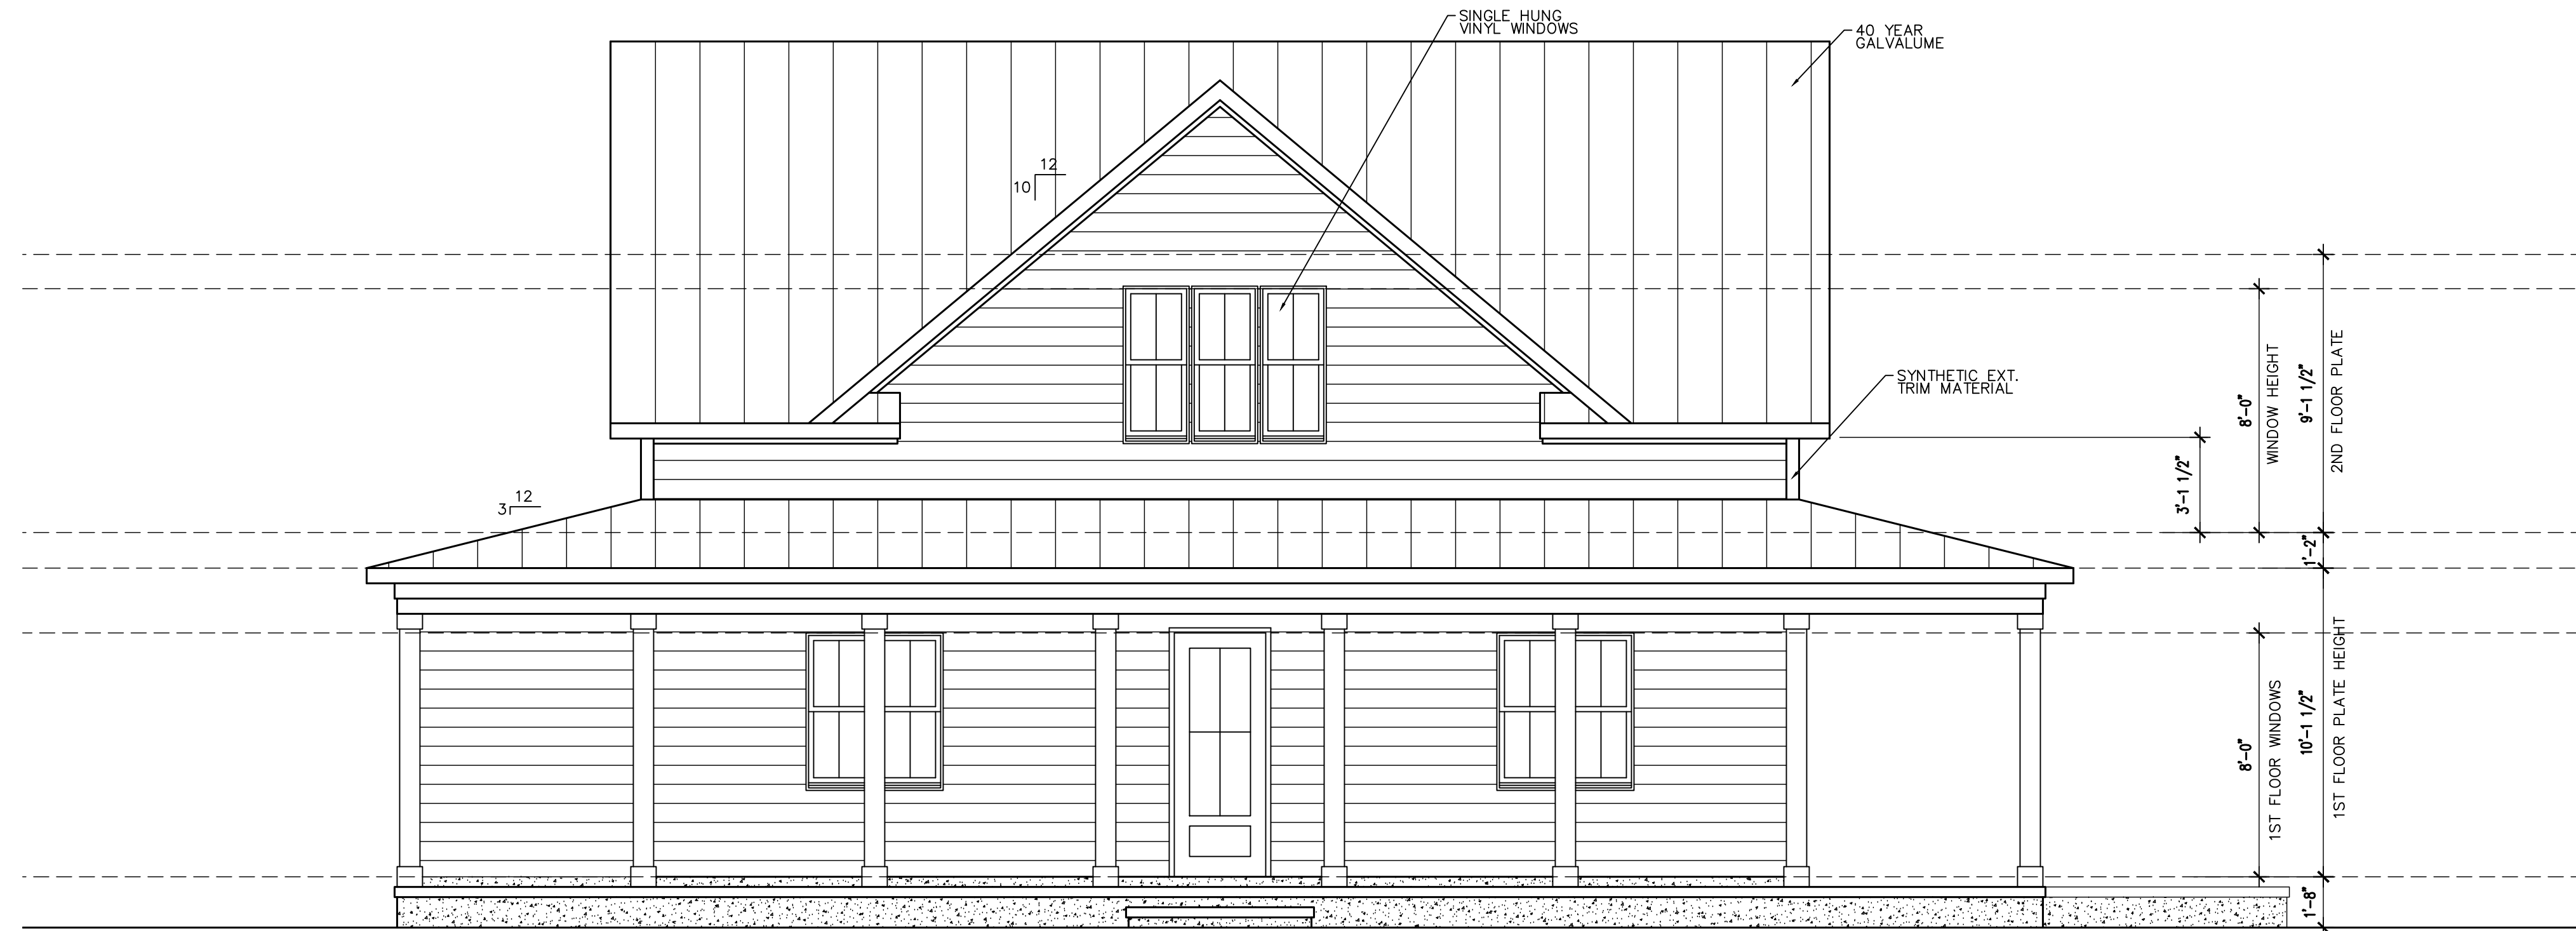 SINGLE HUNG
VINYL WINDOWS
40 YEAR
GALVALUME
12
10
SYNTHETIC EXT.
TRIM MATERIAL
12
3
3'-1 1/2"
8'-0"
WINDOW HEIGHT
9'-1 1/2"
2ND FLOOR PLATE
1'-2"
8'-0"
1ST FLOOR WINDOWS
10'-1 1/2"
1ST FLOOR PLATE HEIGHT
1'-8"